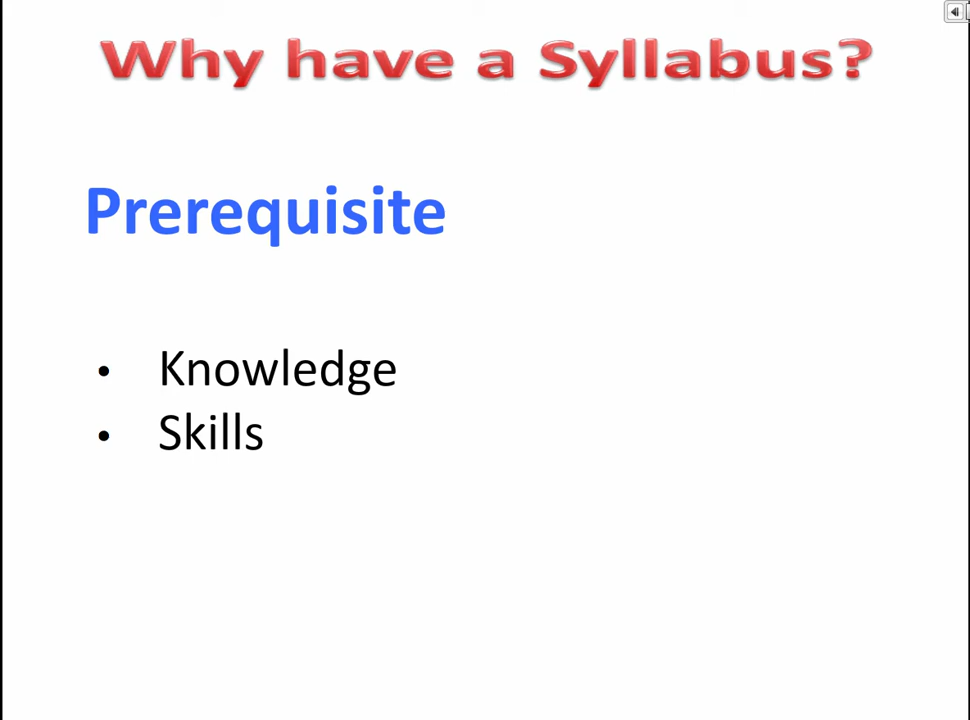 Why have a Syllabus?
Prerequisite
• Knowledge
• Skills